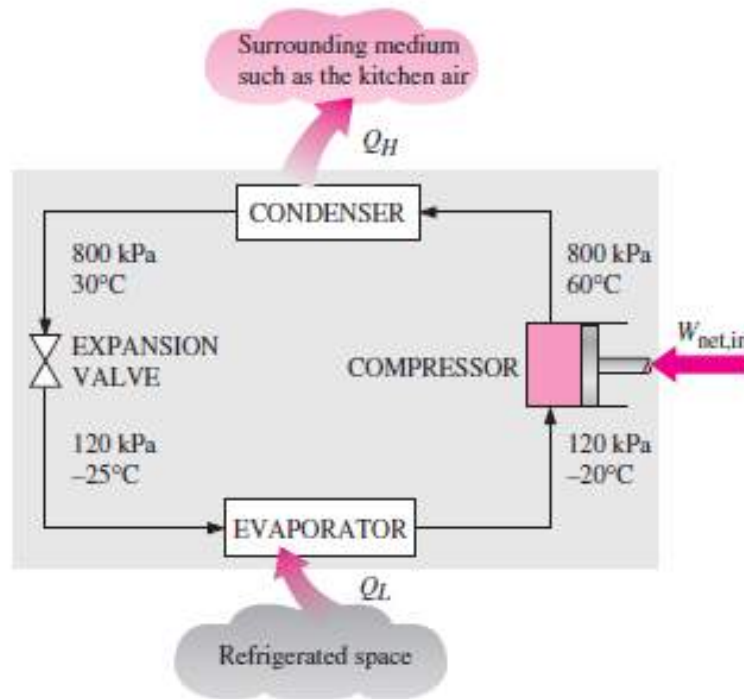 Surrounding medium
such as the kitchen air
Q_H
CONDENSER
800 kPa
30°C
800 kPa
60°C
EXPANSION
VALVE
COMPRESSOR
W_net,in
120 kPa
–25°C
120 kPa
–20°C
EVAPORATOR
Q_L
Refrigerated space